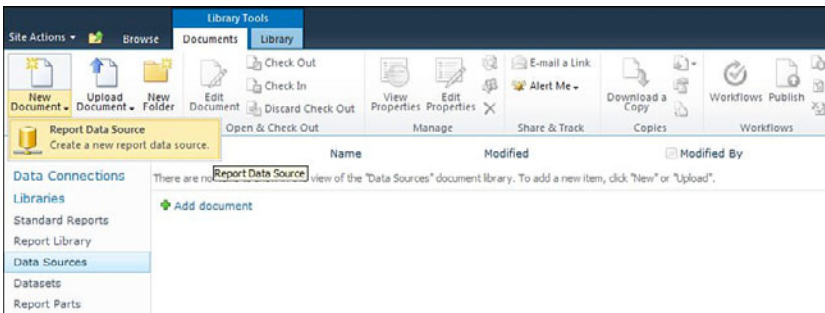 Library Tools
Site Actions Browse Documents Library
New Document Upload Document New Folder
Edit Document Check Out
Check In
Discard Check Out
View Properties Edit Properties
E-mail a Link
Alert Me
Download a Copy
Workflows Publish
Open & Check Out Manage Share & Track Copies Workflows
Report Data Source
Create a new report data source.
Name Modified Modified By
Report Data Source
There are no view of the "Data Sources" document library. To add a new item, click "New" or "Upload".
Add document
Data Connections
Libraries
Standard Reports
Report Library
Data Sources
Datasets
Report Parts